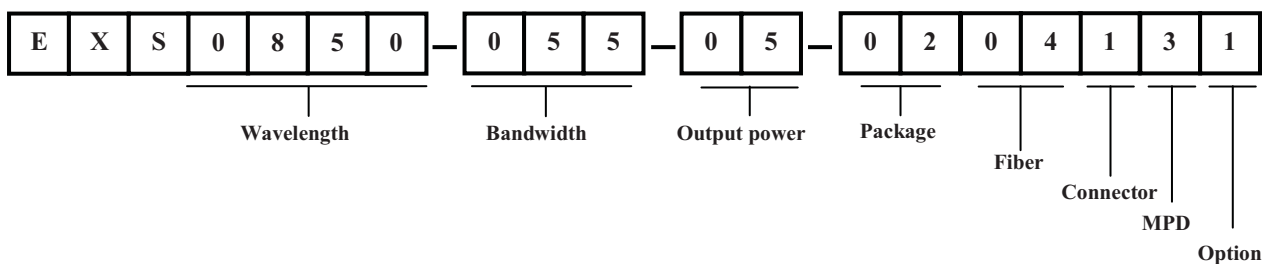 E X S 0 8 5 0 – 0 5 5 – 0 5 – 0 2 0 4 1 3 1
Wavelength Bandwidth Output power Package
Fiber
Connector
MPD
Option